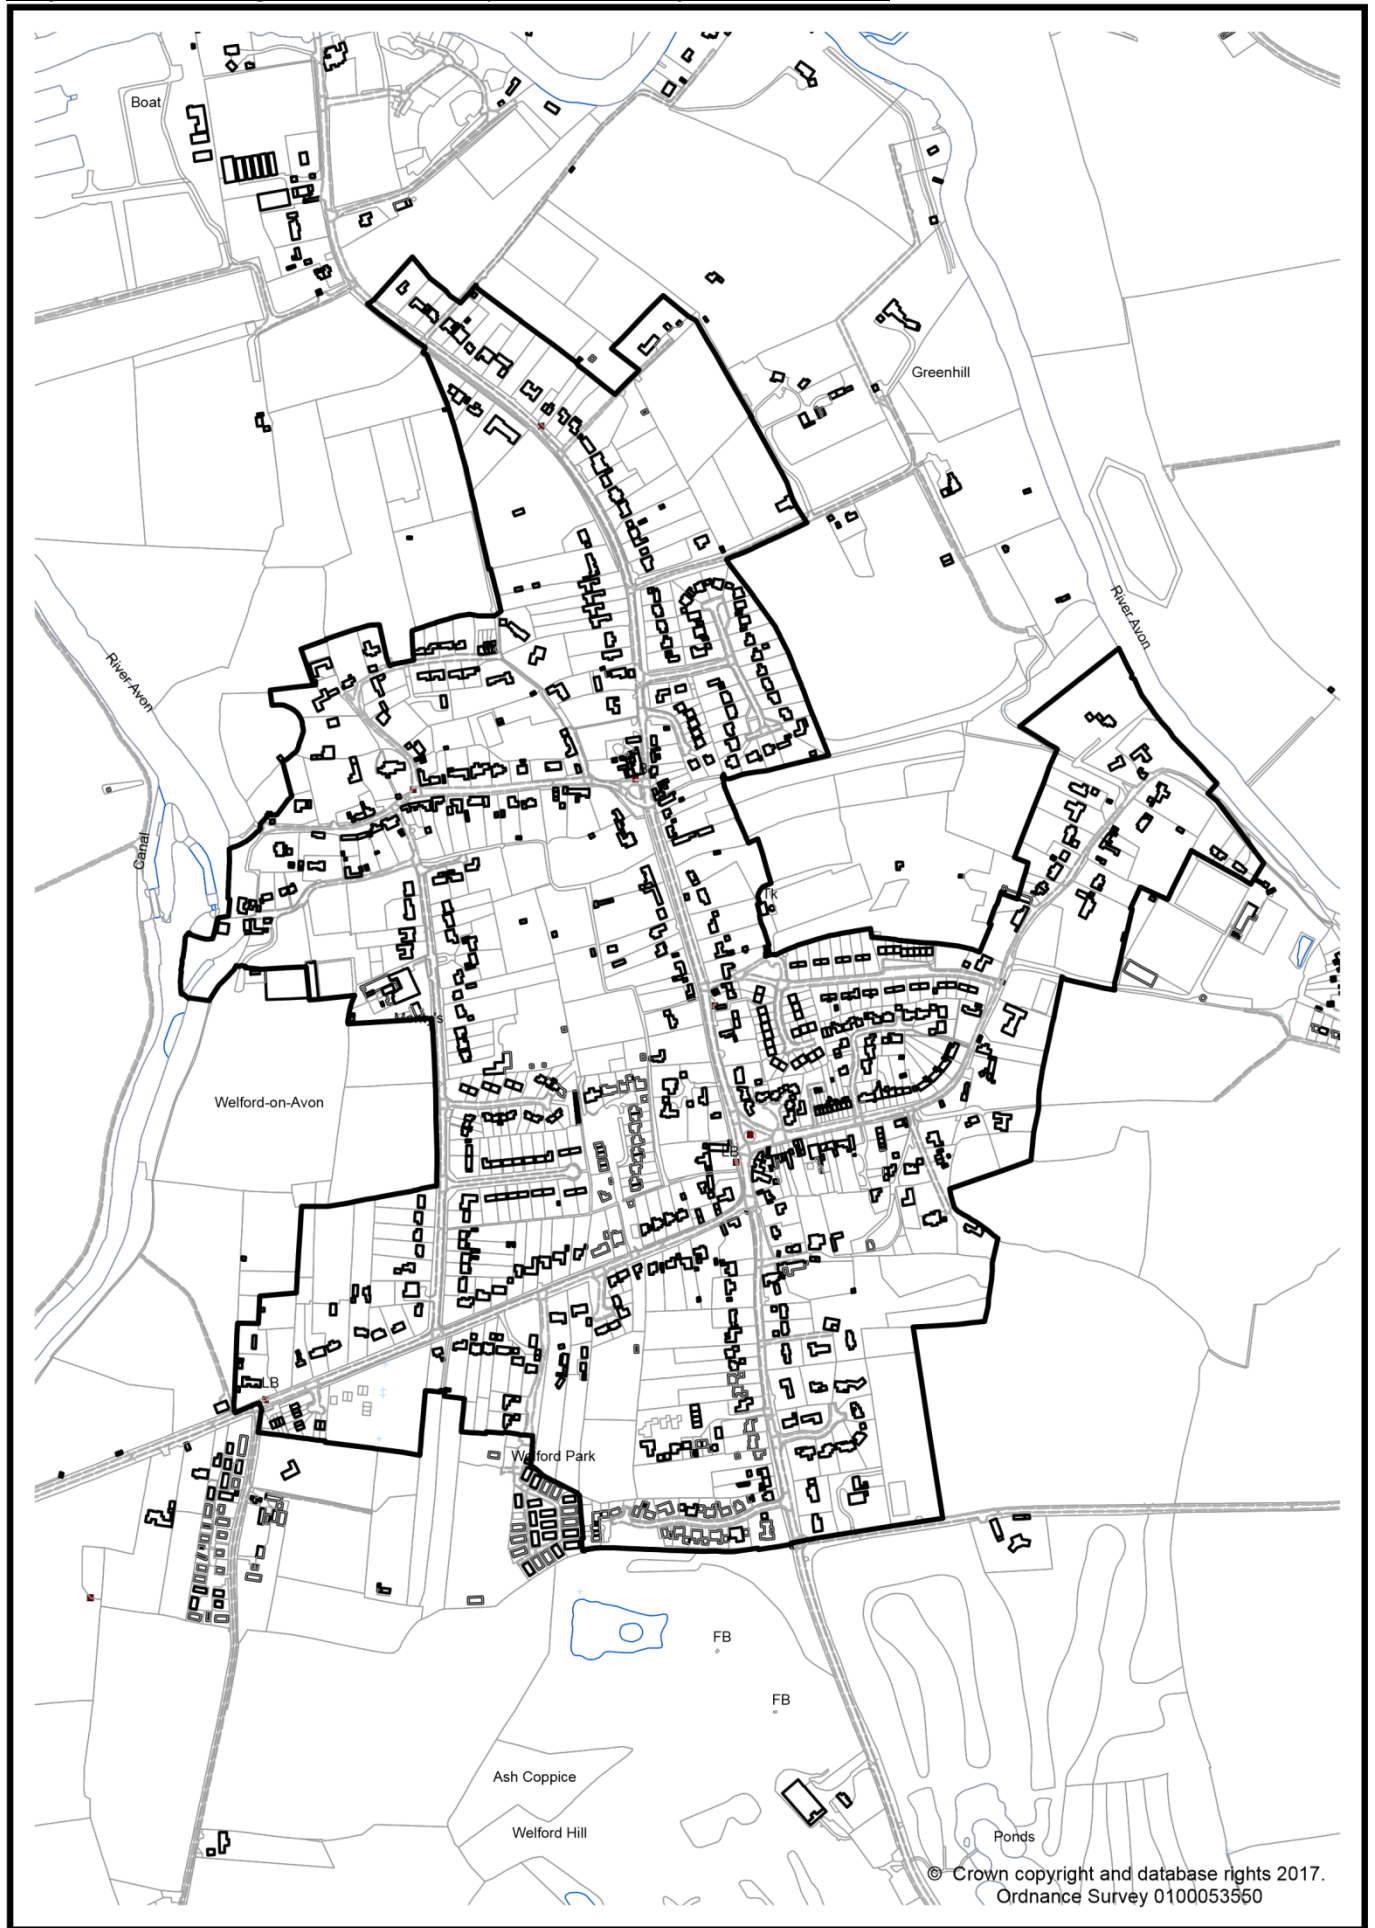 Boat
Greenhill
River Avon
River Avon
Canal
Tk
Welford-on-Avon
LB
LB
Welford Park
FB
FB
Ash Coppice
Welford Hill
Ponds
© Crown copyright and database rights 2017.
Ordnance Survey 0100053550